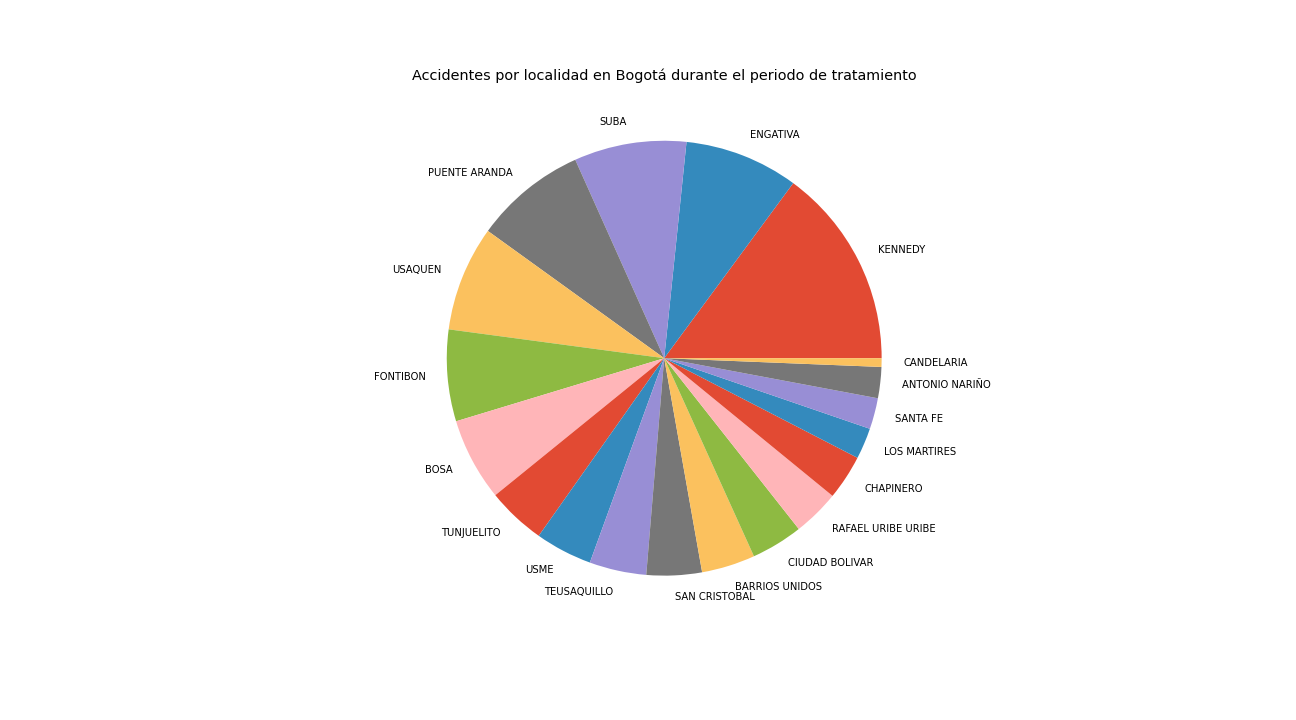 Accidentes por localidad en Bogotá durante el periodo de tratamiento
SUBA
ENGATIVA
PUENTE ARANDA
KENNEDY
USAQUEN
CANDELARIA
FONTIBON
ANTONIO NARIÑO
SANTA FE
LOS MARTIRES
BOSA
CHAPINERO
RAFAEL URIBE URIBE
TUNJUELITO
CIUDAD BOLIVAR
USME
BARRIOS UNIDOS
TEUSAQUILLO
SAN CRISTOBAL